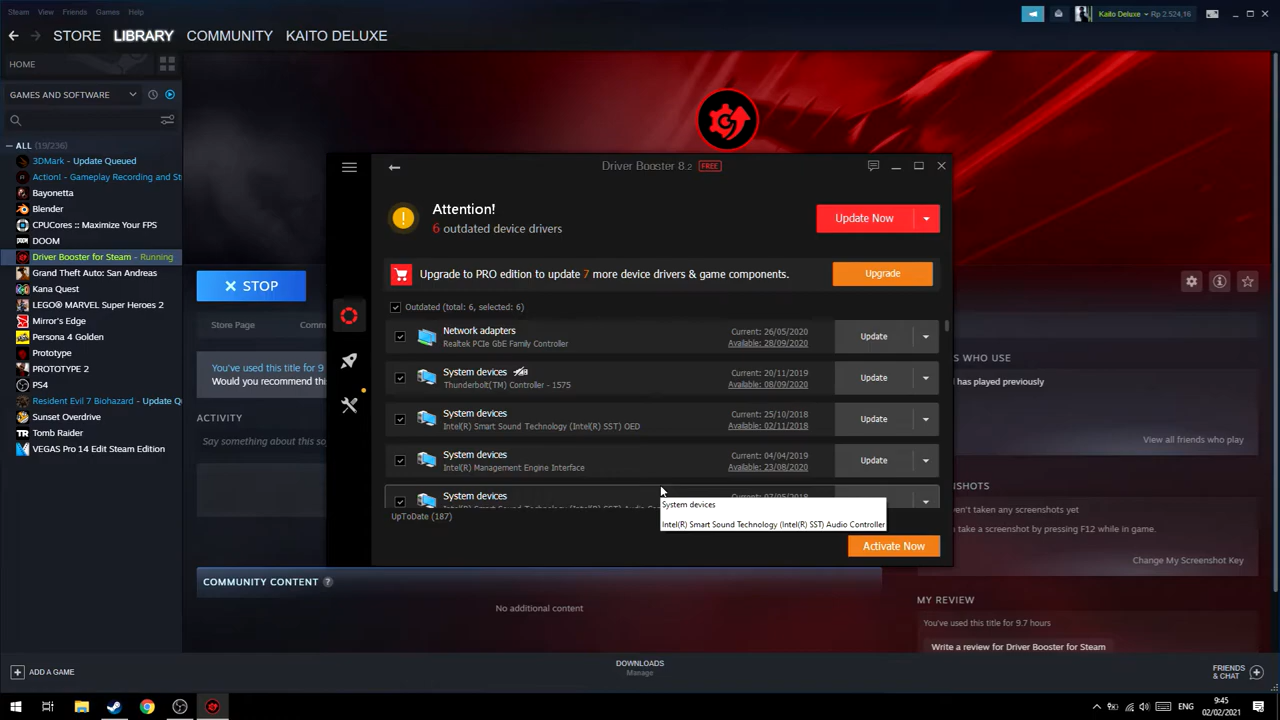 Steam View Friends Games Help
Kaito Deluxe Rp 2.524,16
STORE LIBRARY COMMUNITY KAITO DELUXE
HOME
GAMES AND SOFTWARE
ALL (19/236)
3DMark - Update Queued
Action! - Gameplay Recording and St
Bayonetta
Blender
CPUCores :: Maximize Your FPS
DOOM
Driver Booster for Steam - Running
Grand Theft Auto: San Andreas
Kana Quest
LEGO® MARVEL Super Heroes 2
Mirror's Edge
Persona 4 Golden
Prototype
PROTOTYPE 2
PS4
Resident Evil 7 Biohazard - Update Q
Sunset Overdrive
Tomb Raider
VEGAS Pro 14 Edit Steam Edition
ADD A GAME
STOP
Store Page Comm
You've used this title for 9
Would you recommend this
ACTIVITY
Say something about this so
Driver Booster 8.2 FREE
Attention!
6 outdated device drivers
Update Now
Upgrade to PRO edition to update 7 more device drivers & game components.
Upgrade
Outdated (total: 6, selected: 6)
Network adapters
Realtek PCIe GbE Family Controller
Current: 26/05/2020
Available: 28/09/2020
Update
System devices
Thunderbolt(TM) Controller - 1575
Current: 20/11/2019
Available: 08/09/2020
Update
System devices
Intel(R) Smart Sound Technology (Intel(R) SST) OED
Current: 25/10/2018
Available: 02/11/2018
Update
System devices
Intel(R) Management Engine Interface
Current: 04/04/2019
Available: 23/08/2020
Update
System devices
System devices
Intel(R) Smart Sound Technology (Intel(R) SST) Audio Controller
UpToDate (187)
Activate Now
COMMUNITY CONTENT ?
No additional content
S WHO USE
d has played previously
View all friends who play
NSHOTS
n't taken any screenshots yet
take a screenshot by pressing F12 while in game.
Change My Screenshot Key
MY REVIEW
You've used this title for 9.7 hours
Write a review for Driver Booster for Steam
DOWNLOADS
Manage
FRIENDS
& CHAT
ENG
9:45
02/02/2021